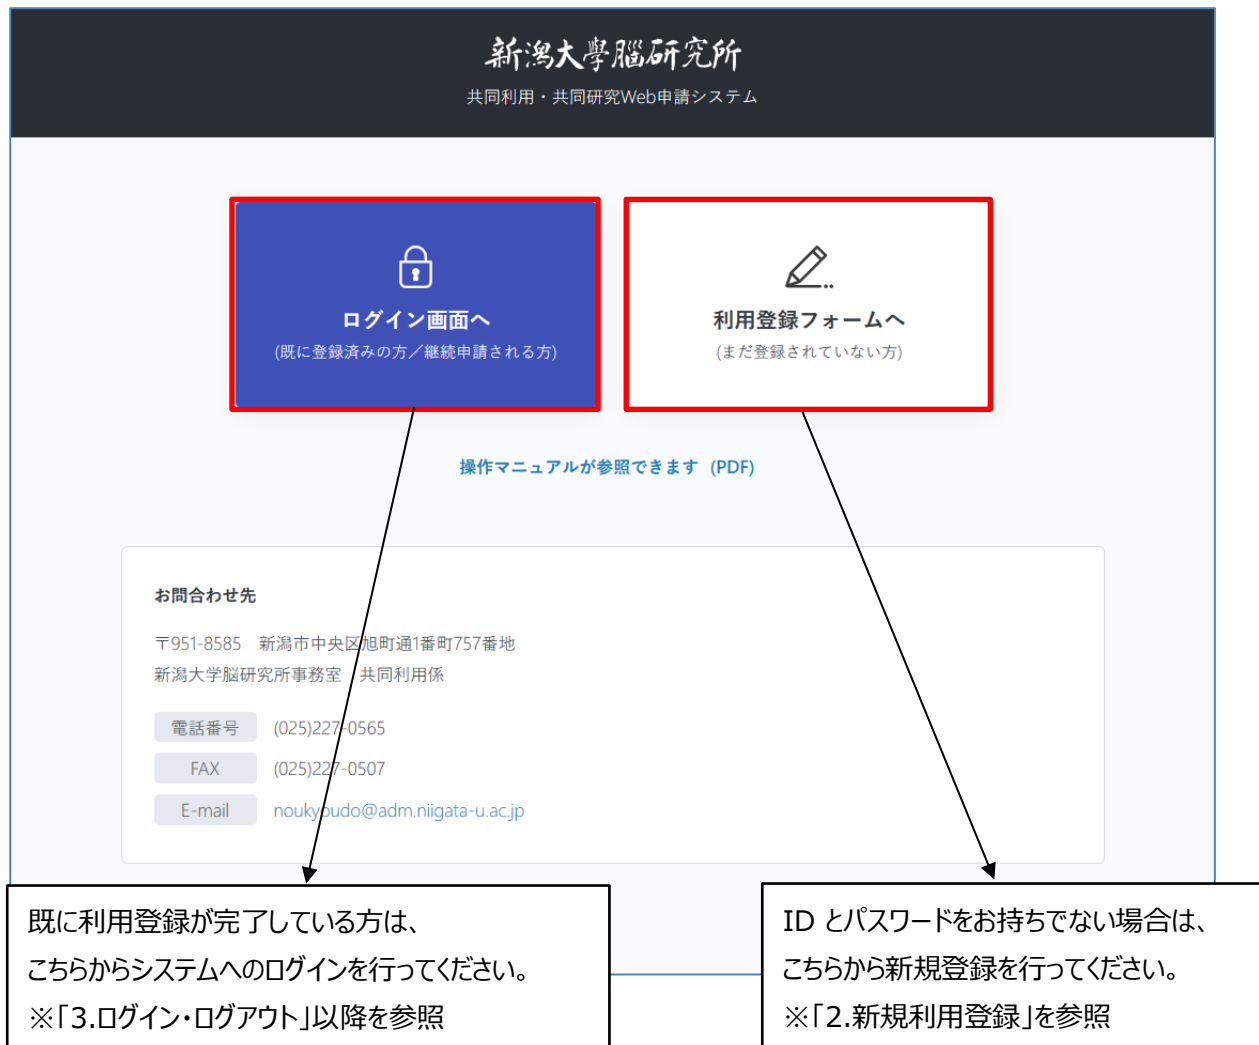 新潟大學脳研究所
共同利用・共同研究Web申請システム
ログイン画面へ
(既に登録済みの方／継続申請される方)
利用登録フォームへ
(まだ登録されていない方)
操作マニュアルが参照できます (PDF)
お問合わせ先
〒951-8585　新潟市中央区旭町通1番町757番地
新潟大学脳研究所事務室　共同利用係
電話番号 (025)227-0565
FAX (025)227-0507
E-mail noukyoudo@adm.niigata-u.ac.jp
既に利用登録が完了している方は、
こちらからシステムへのログインを行ってください。
※「3.ログイン・ログアウト」以降を参照
ID とパスワードをお持ちでない場合は、
こちらから新規登録を行ってください。
※「2.新規利用登録」を参照